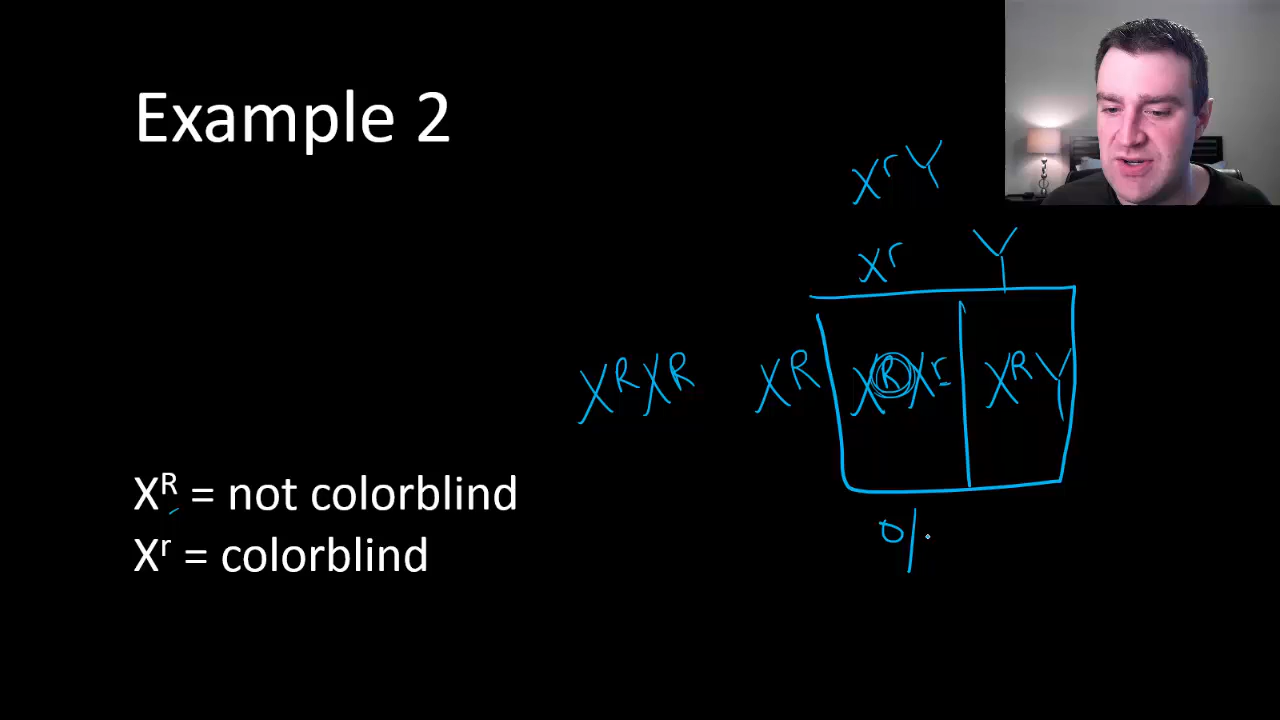 Example 2
XʳY
Xʳ Y
XᴿXᴿ Xᴿ XᴿXʳ XᴿY
Xᴿ = not colorblind
Xʳ = colorblind
0/.